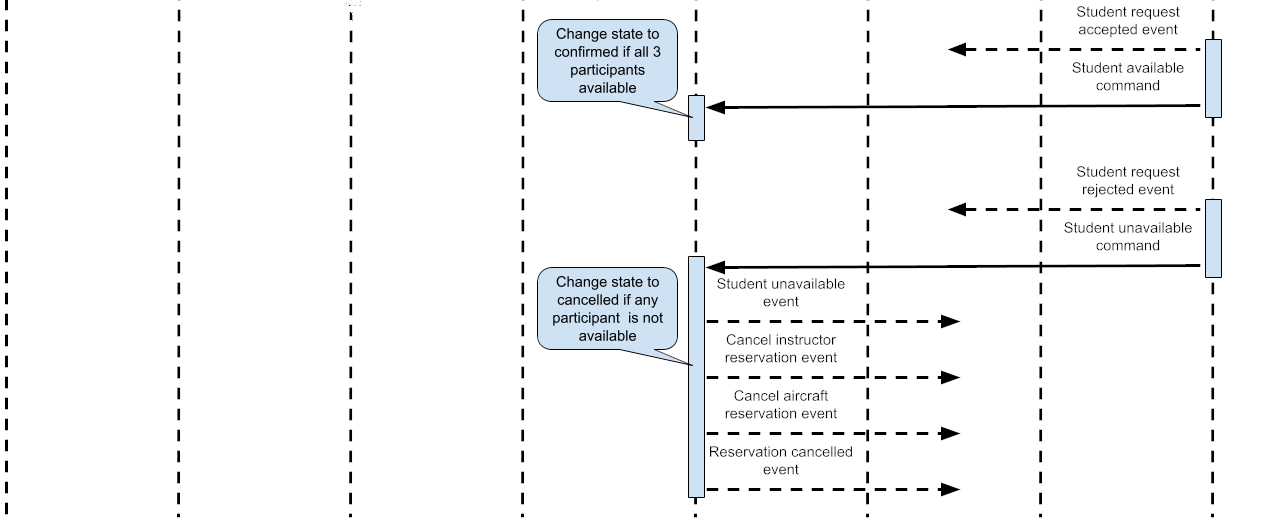 Student request
accepted event
Change state to
confirmed if all 3
participants
available
Student available
command
Student request
rejected event
Student unavailable
command
Change state to
cancelled if any
participant is not
available
Student unavailable
event
Cancel instructor
reservation event
Cancel aircraft
reservation event
Reservation cancelled
event